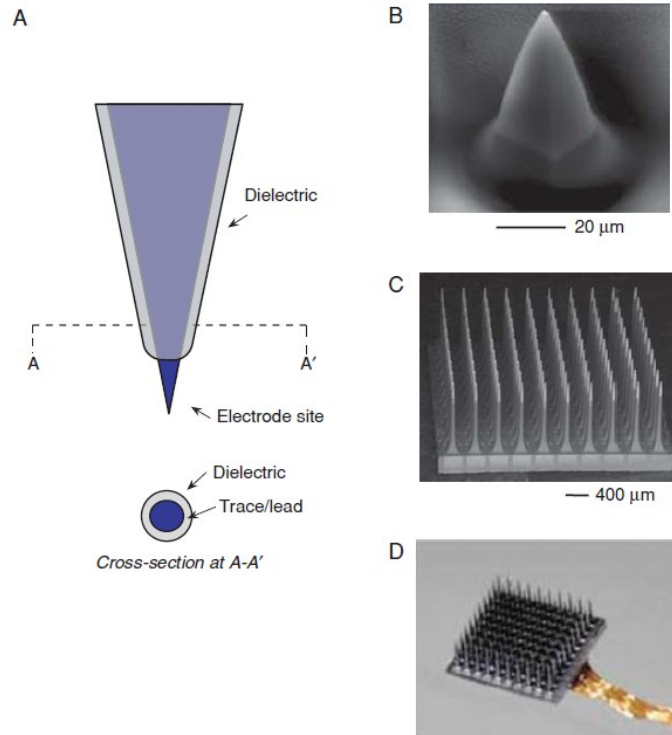 A
Dielectric
A
A′
Electrode site
Dielectric
Trace/lead
Cross-section at A-A′
B
20 μm
C
400 μm
D